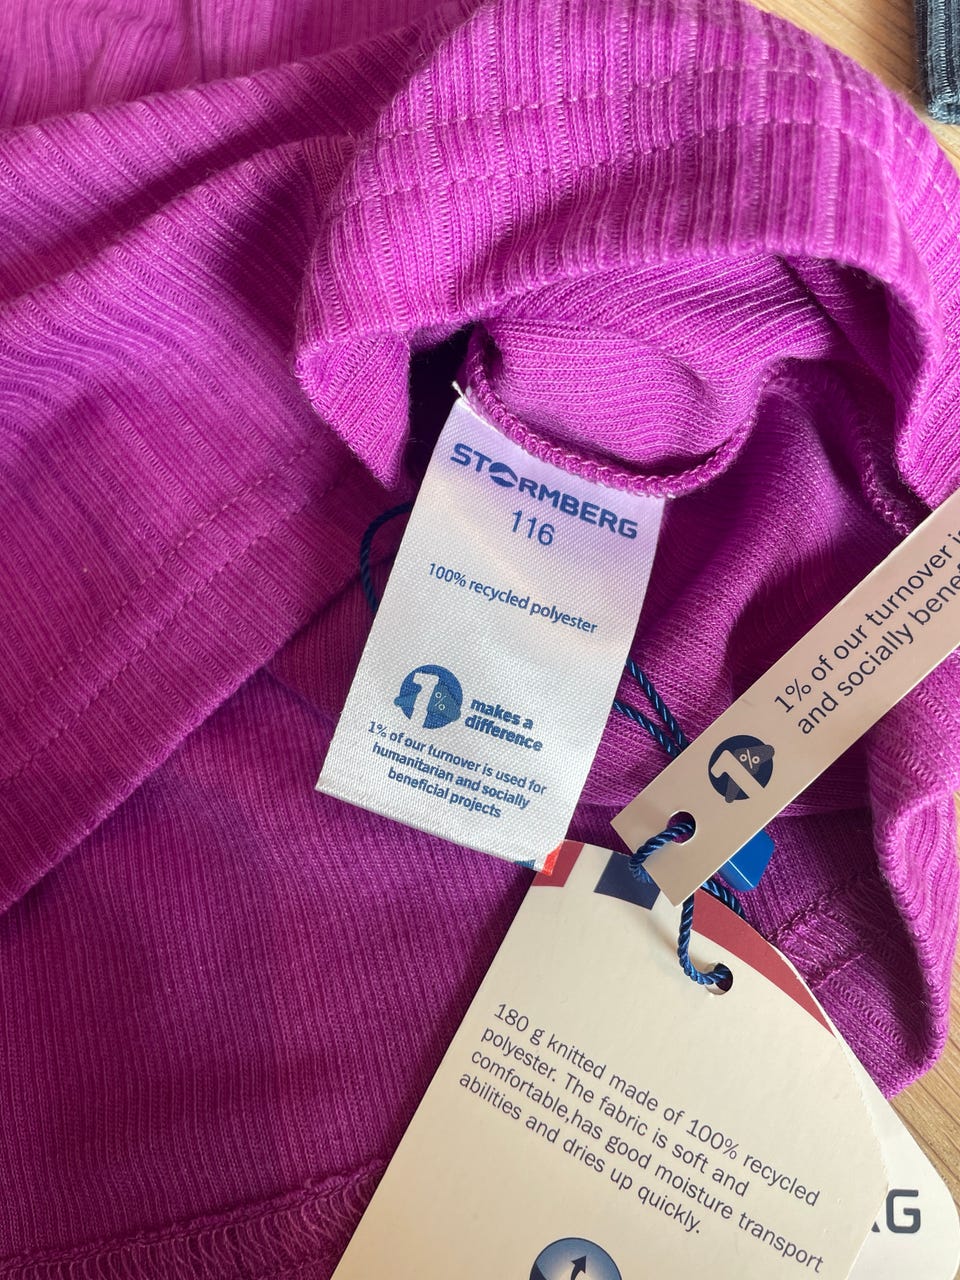 STORMBERG
116
100% recycled polyester
1%
makes a
difference
1% of our turnover is used for
humanitarian and socially
beneficial projects
1% of our turnover
and socially
1%
180 g knitted made of 100% recycled
polyester. The fabric is soft and
comfortable,has good moisture transport
abilities and dries up quickly.